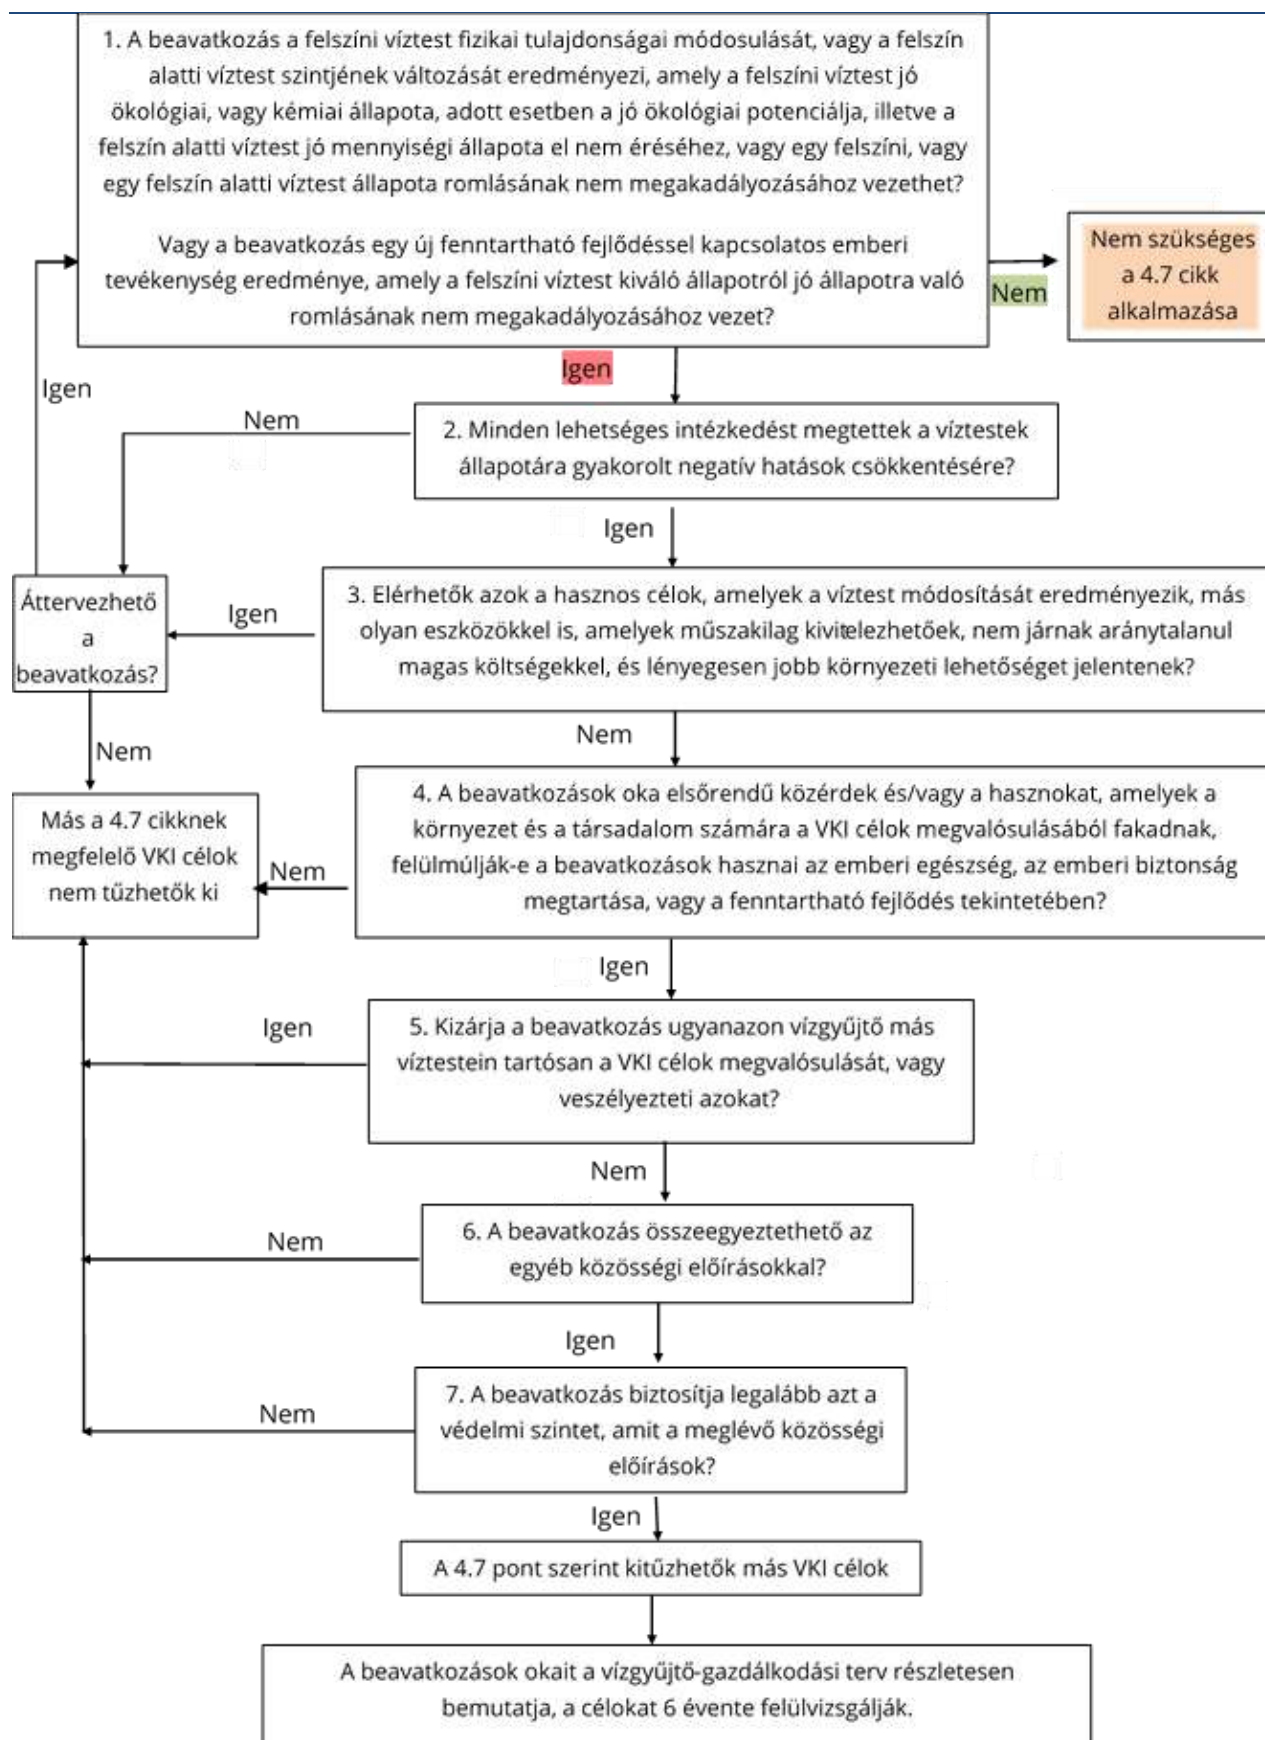 1. A beavatkozás a felszíni víztest fizikai tulajdonságai módosulását, vagy a felszín
alatti víztest szintjének változását eredményezi, amely a felszíni víztest jó
ökológiai, vagy kémiai állapota, adott esetben a jó ökológiai potenciálja, illetve a
felszín alatti víztest jó mennyiségi állapota el nem éréséhez, vagy egy felszíni, vagy
egy felszín alatti víztest állapota romlásának nem megakadályozásához vezethet?
Vagy a beavatkozás egy új fenntartható fejlődéssel kapcsolatos emberi
tevékenység eredménye, amely a felszíni víztest kiváló állapotról jó állapotra való
romlásának nem megakadályozásához vezet?
Nem
Nem szükséges
a 4.7 cikk
alkalmazása
Igen
Igen
Nem
2. Minden lehetséges intézkedést megtettek a víztestek
állapotára gyakorolt negatív hatások csökkentésére?
Igen
Áttervezhető
a
beavatkozás?
Igen
3. Elérhetők azok a hasznos célok, amelyek a víztest módosítását eredményezik, más
olyan eszközökkel is, amelyek műszakilag kivitelezhetőek, nem járnak aránytalanul
magas költségekkel, és lényegesen jobb környezeti lehetőséget jelentenek?
Nem
Nem
Más a 4.7 cikknek
megfelelő VKI célok
nem tűzhetők ki
Nem
4. A beavatkozások oka elsőrendű közérdek és/vagy a hasznokat, amelyek a
környezet és a társadalom számára a VKI célok megvalósulásából fakadnak,
felülmúlják-e a beavatkozások hasznai az emberi egészség, az emberi biztonság
megtartása, vagy a fenntartható fejlődés tekintetében?
Igen
Igen
5. Kizárja a beavatkozás ugyanazon vízgyűjtő más
víztestein tartósan a VKI célok megvalósulását, vagy
veszélyezteti azokat?
Nem
Nem
6. A beavatkozás összeegyeztethető az
egyéb közösségi előírásokkal?
Igen
Nem
7. A beavatkozás biztosítja legalább azt a
védelmi szintet, amit a meglévő közösségi
előírások?
Igen
A 4.7 pont szerint kitűzhetők más VKI célok
A beavatkozások okait a vízgyűjtő-gazdálkodási terv részletesen
bemutatja, a célokat 6 évente felülvizsgálják.